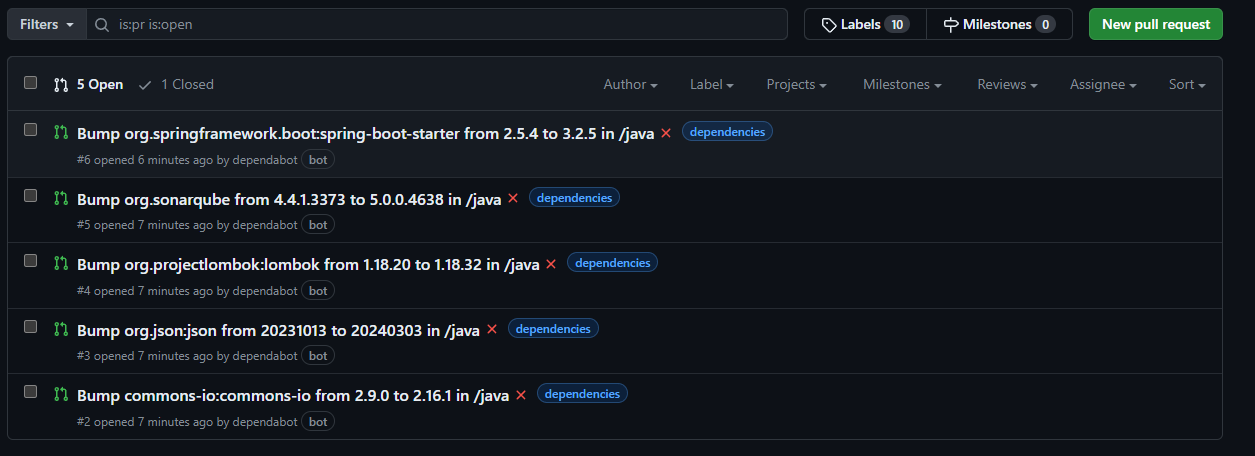 Filters is:pr is:open Labels 10 Milestones 0 New pull request
5 Open 1 Closed Author Label Projects Milestones Reviews Assignee Sort
Bump org.springframework.boot:spring-boot-starter from 2.5.4 to 3.2.5 in /java dependencies
#6 opened 6 minutes ago by dependabot bot
Bump org.sonarqube from 4.4.1.3373 to 5.0.0.4638 in /java dependencies
#5 opened 7 minutes ago by dependabot bot
Bump org.projectlombok:lombok from 1.18.20 to 1.18.32 in /java dependencies
#4 opened 7 minutes ago by dependabot bot
Bump org.json:json from 20231013 to 20240303 in /java dependencies
#3 opened 7 minutes ago by dependabot bot
Bump commons-io:commons-io from 2.9.0 to 2.16.1 in /java dependencies
#2 opened 7 minutes ago by dependabot bot